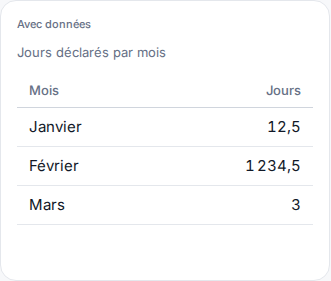 Avec données
Jours déclarés par mois
Mois Jours
Janvier 12,5
Février 1 234,5
Mars 3